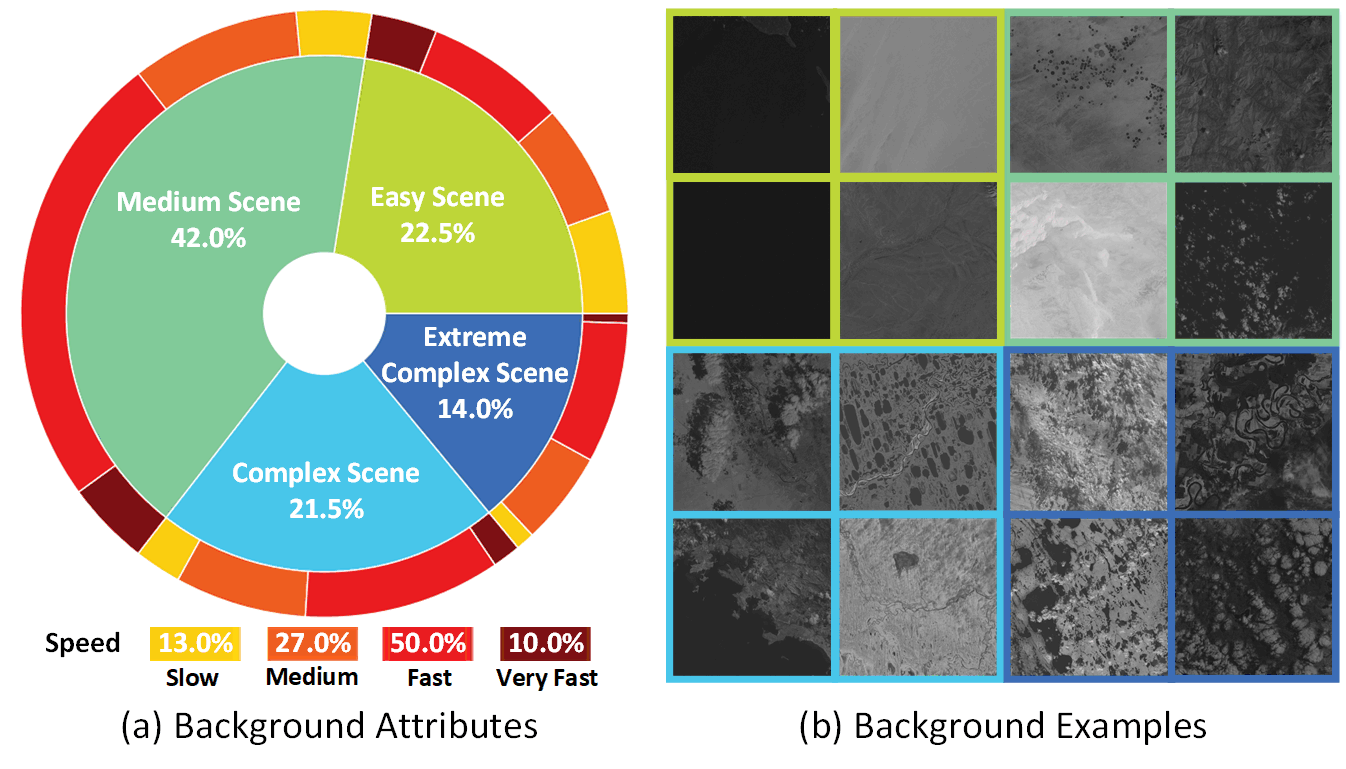 Medium Scene
42.0%
Easy Scene
22.5%
Extreme
Complex Scene
14.0%
Complex Scene
21.5%
Speed
13.0%
27.0%
50.0%
10.0%
Slow
Medium
Fast
Very Fast
(a) Background Attributes
(b) Background Examples